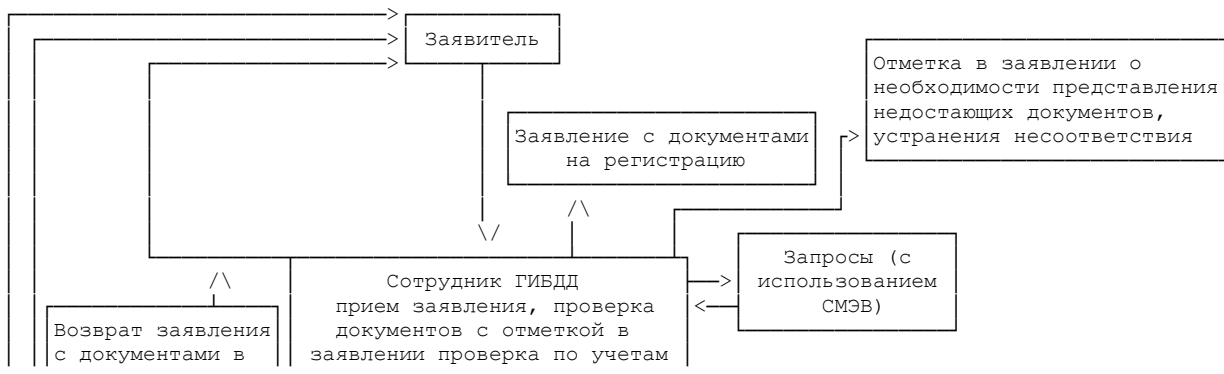 Заявитель
Отметка в заявлении о
необходимости представления
недостающих документов,
устранения несоответствия
Заявление с документами
на регистрацию
Запросы (с
использованием
СМЭВ)
Сотрудник ГИБДД
прием заявления, проверка
документов с отметкой в
заявлении проверка по учетам
Возврат заявления
с документами в